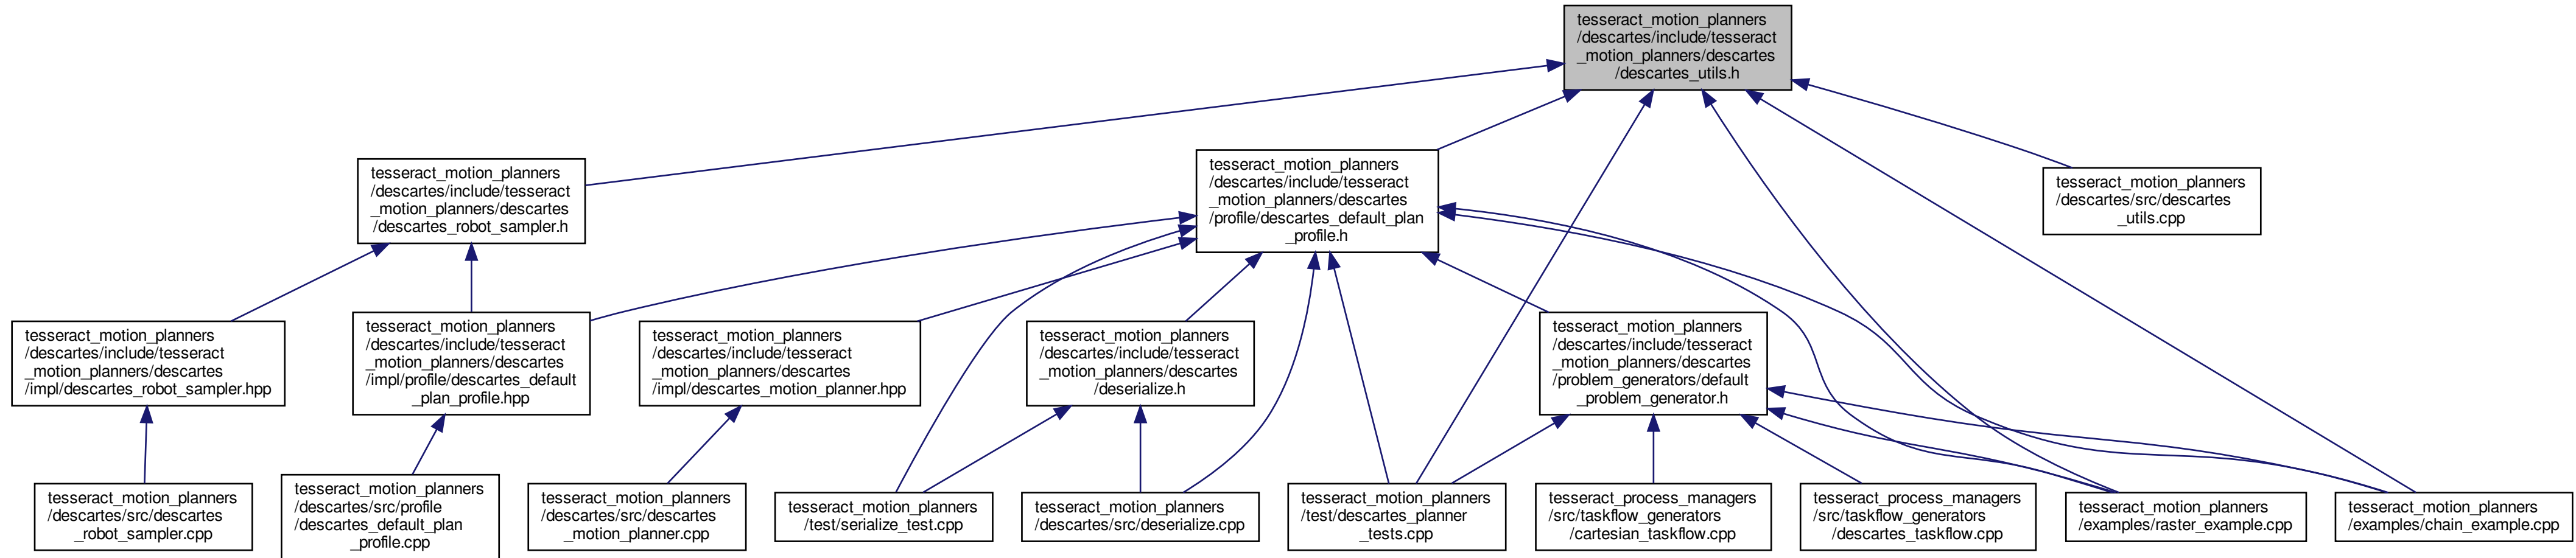 tesseract_motion_planners
/descartes/include/tesseract
_motion_planners/descartes
/descartes_utils.h
tesseract_motion_planners
/descartes/include/tesseract
_motion_planners/descartes
/descartes_robot_sampler.h
tesseract_motion_planners
/descartes/include/tesseract
_motion_planners/descartes
/profile/descartes_default_plan
_profile.h
tesseract_motion_planners
/descartes/src/descartes
_utils.cpp
tesseract_motion_planners
/descartes/include/tesseract
_motion_planners/descartes
/impl/descartes_robot_sampler.hpp
tesseract_motion_planners
/descartes/include/tesseract
_motion_planners/descartes
/impl/profile/descartes_default
_plan_profile.hpp
tesseract_motion_planners
/descartes/include/tesseract
_motion_planners/descartes
/impl/descartes_motion_planner.hpp
tesseract_motion_planners
/descartes/include/tesseract
_motion_planners/descartes
/deserialize.h
tesseract_motion_planners
/descartes/include/tesseract
_motion_planners/descartes
/problem_generators/default
_problem_generator.h
tesseract_motion_planners
/descartes/src/descartes
_robot_sampler.cpp
tesseract_motion_planners
/descartes/src/profile
/descartes_default_plan
_profile.cpp
tesseract_motion_planners
/descartes/src/descartes
_motion_planner.cpp
tesseract_motion_planners
/test/serialize_test.cpp
tesseract_motion_planners
/descartes/src/deserialize.cpp
tesseract_motion_planners
/test/descartes_planner
_tests.cpp
tesseract_process_managers
/src/taskflow_generators
/cartesian_taskflow.cpp
tesseract_process_managers
/src/taskflow_generators
/descartes_taskflow.cpp
tesseract_motion_planners
/examples/raster_example.cpp
tesseract_motion_planners
/examples/chain_example.cpp